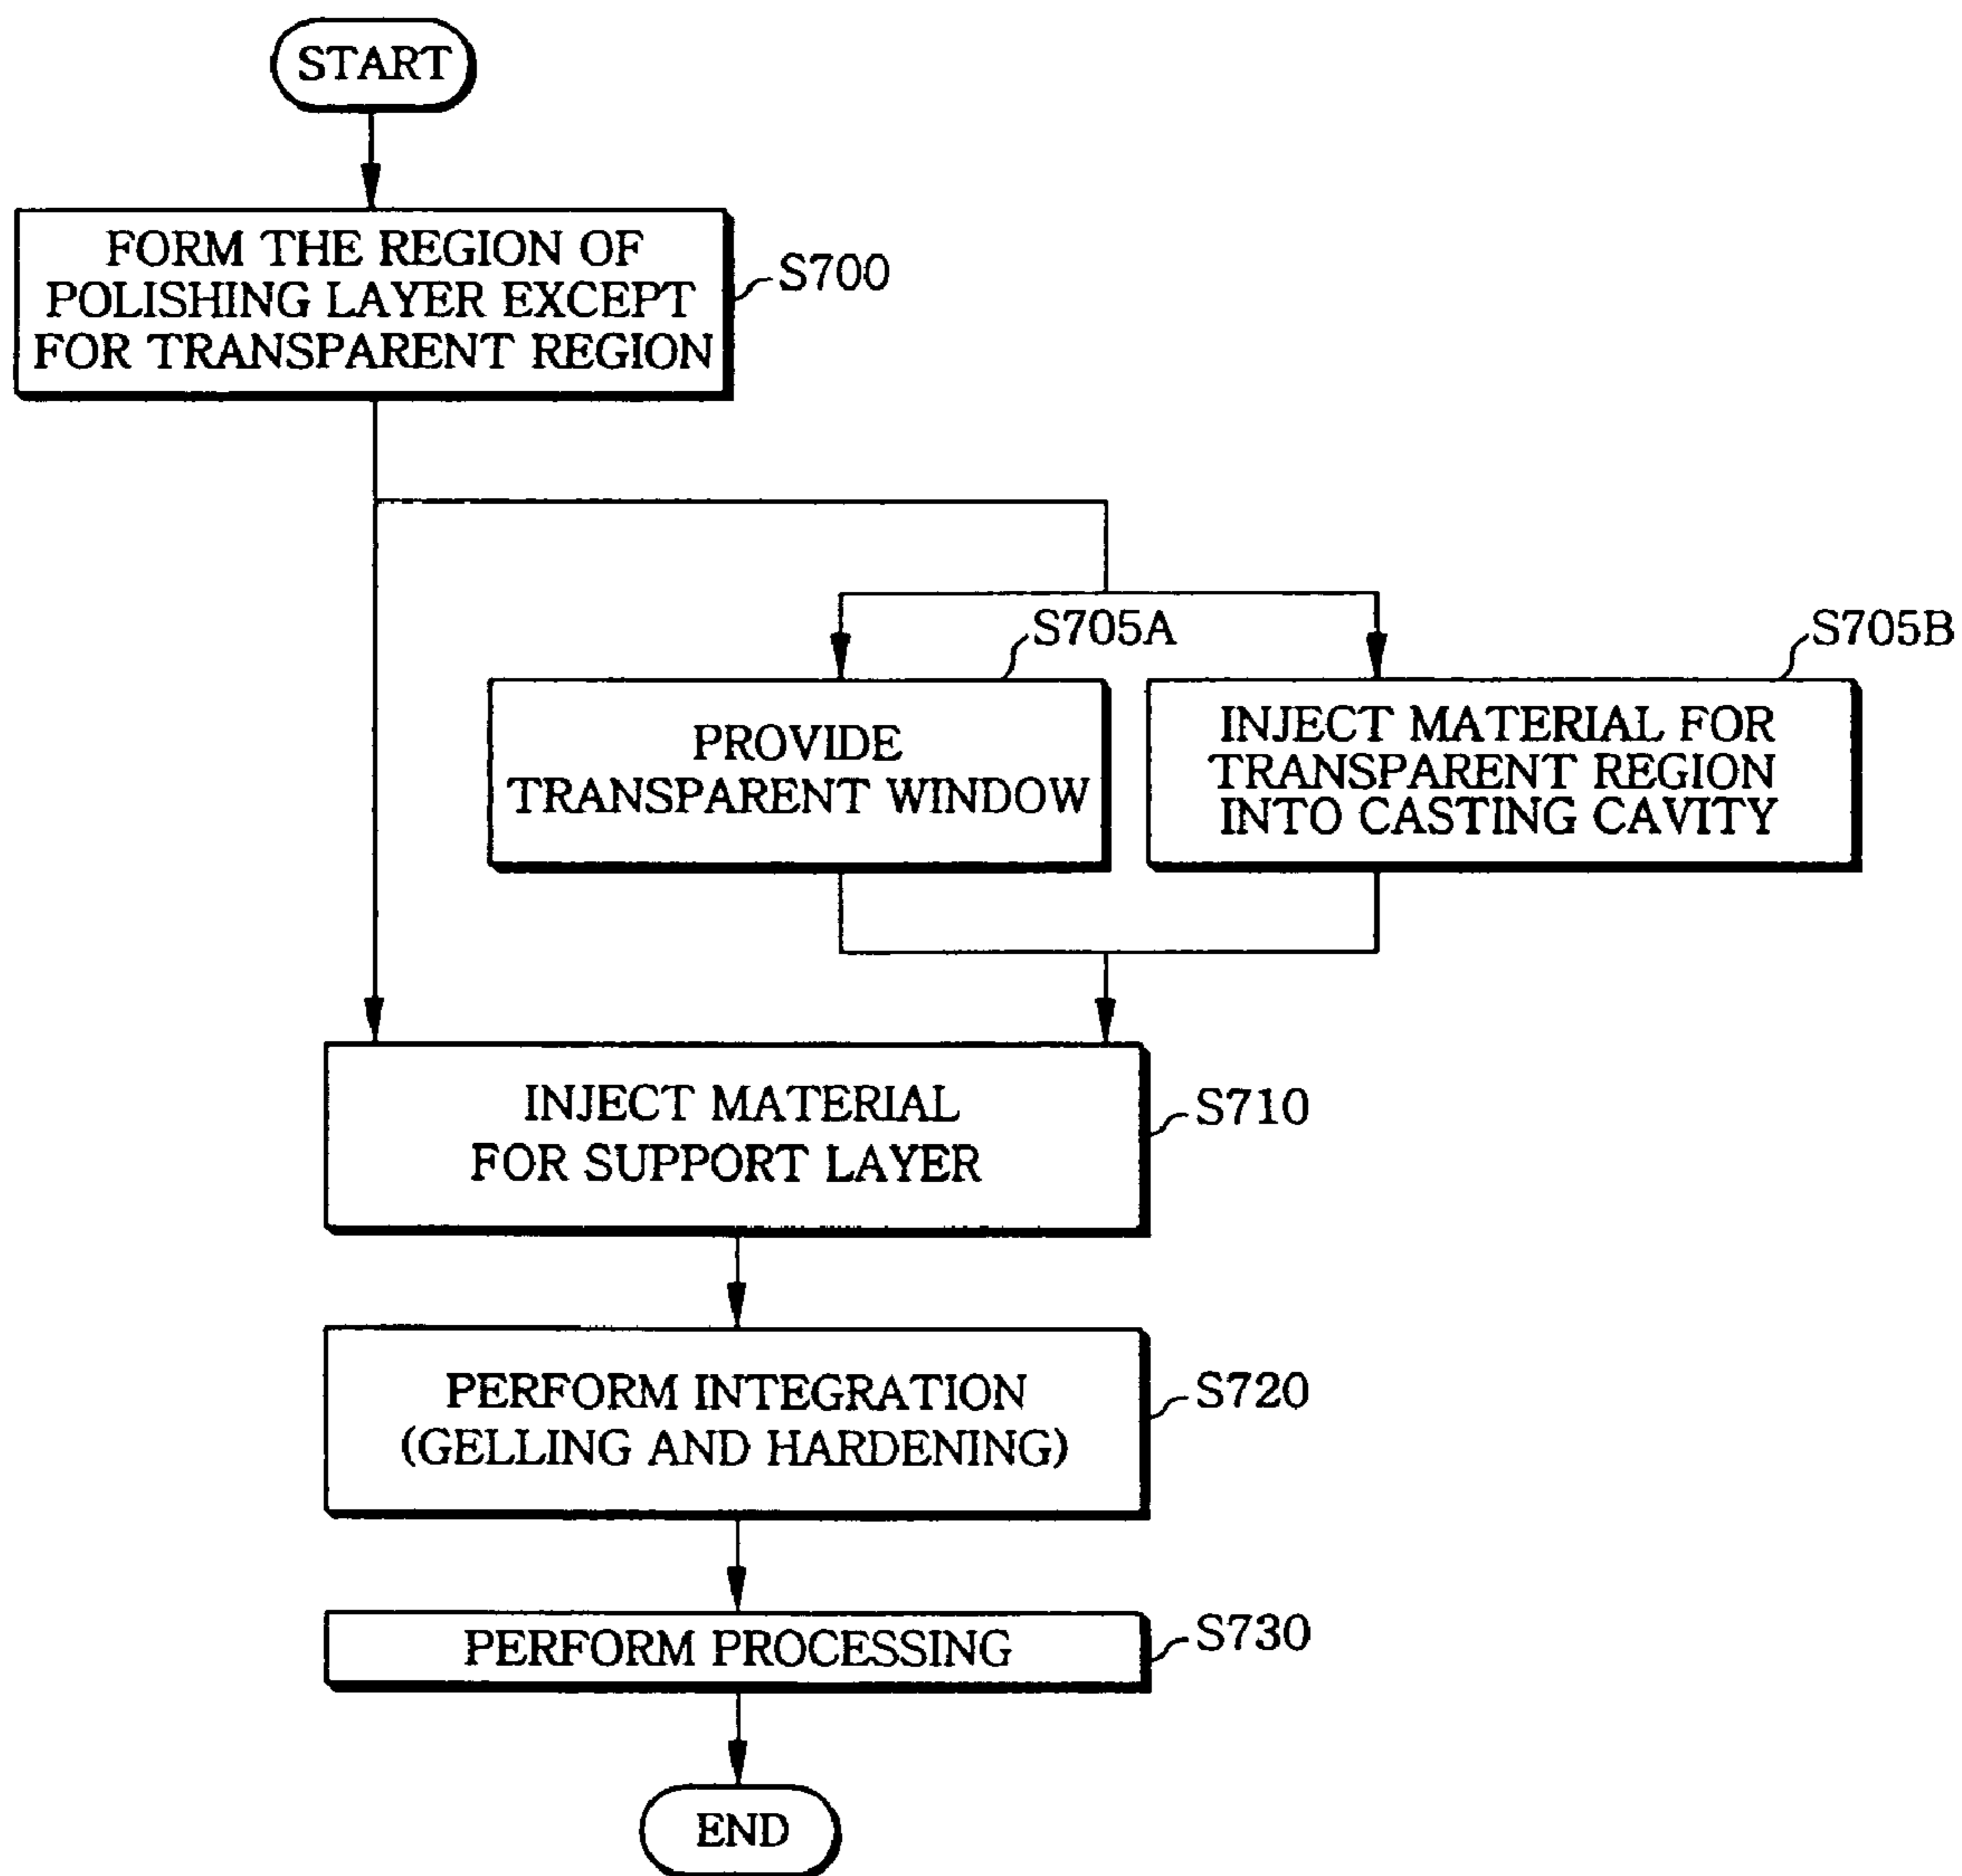 START
FORM THE REGION OF
POLISHING LAYER EXCEPT
FOR TRANSPARENT REGION
S700
S705A
S705B
PROVIDE
TRANSPARENT WINDOW
INJECT MATERIAL FOR
TRANSPARENT REGION
INTO CASTING CAVITY
INJECT MATERIAL
FOR SUPPORT LAYER
S710
PERFORM INTEGRATION
(GELLING AND HARDENING)
S720
PERFORM PROCESSING
S730
END